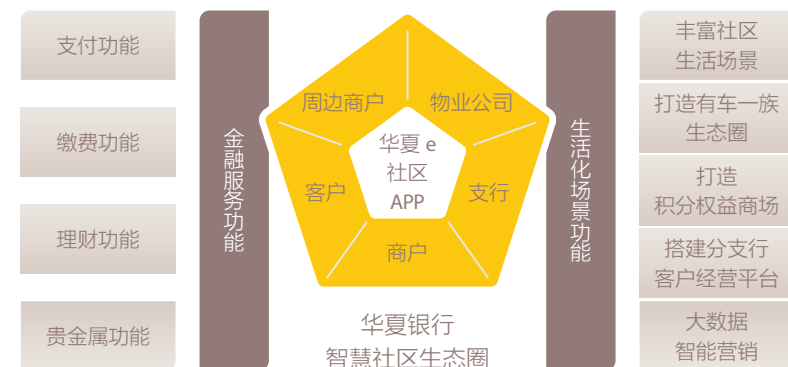 支付功能
缴费功能
理财功能
贵金属功能
金融服务功能
周边商户
物业公司
华夏 e
社区
APP
客户
支行
商户
华夏银行
智慧社区生态圈
生活化场景功能
丰富社区
生活场景
打造有车一族
生态圈
打造
积分权益商场
搭建分支行
客户经营平台
大数据
智能营销